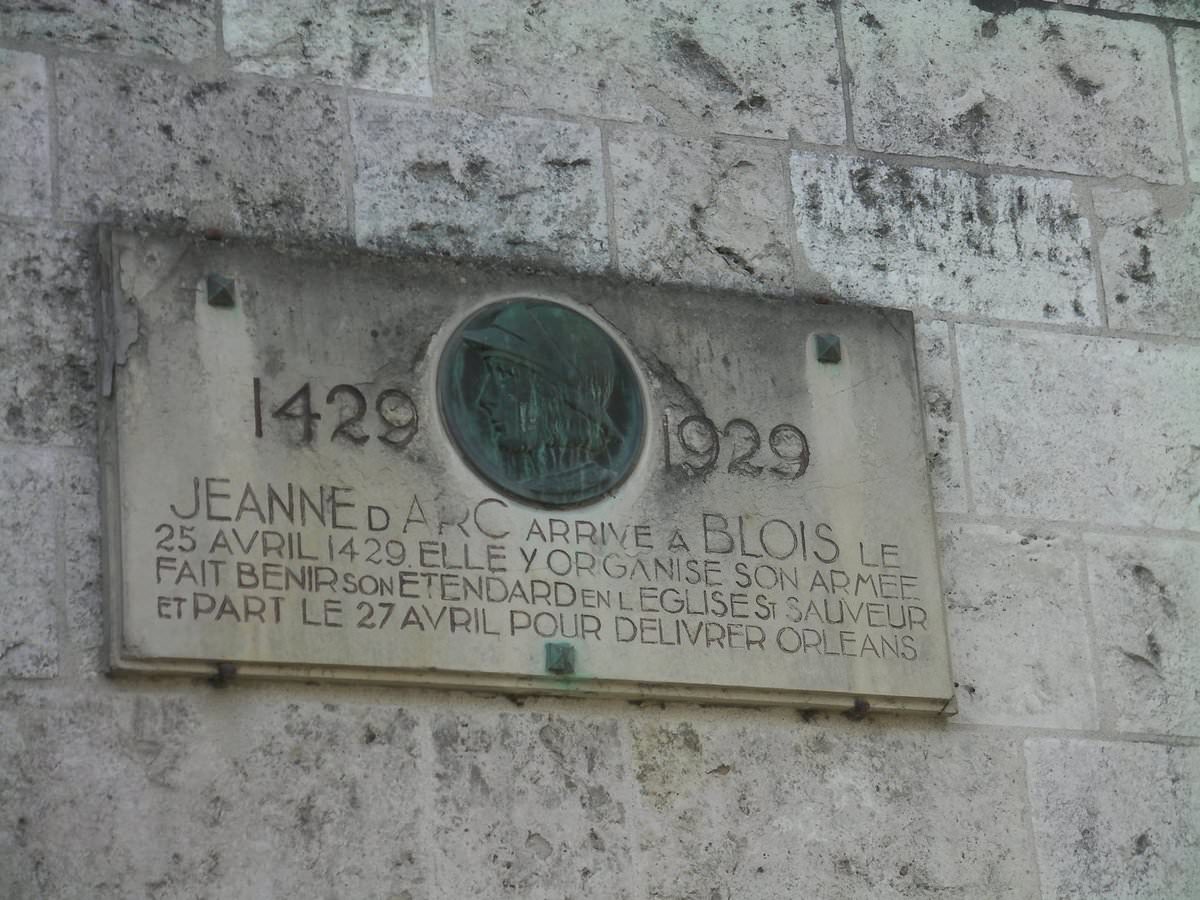 1429 1929
JEANNE D ARC ARRIVE A BLOIS LE
25 AVRIL 1429. ELLE Y ORGANISE SON ARMÉE
FAIT BENIR SON ETENDARD EN L EGLISE ST SAUVEUR
ET PART LE 27 AVRIL POUR DELIVRER ORLEANS